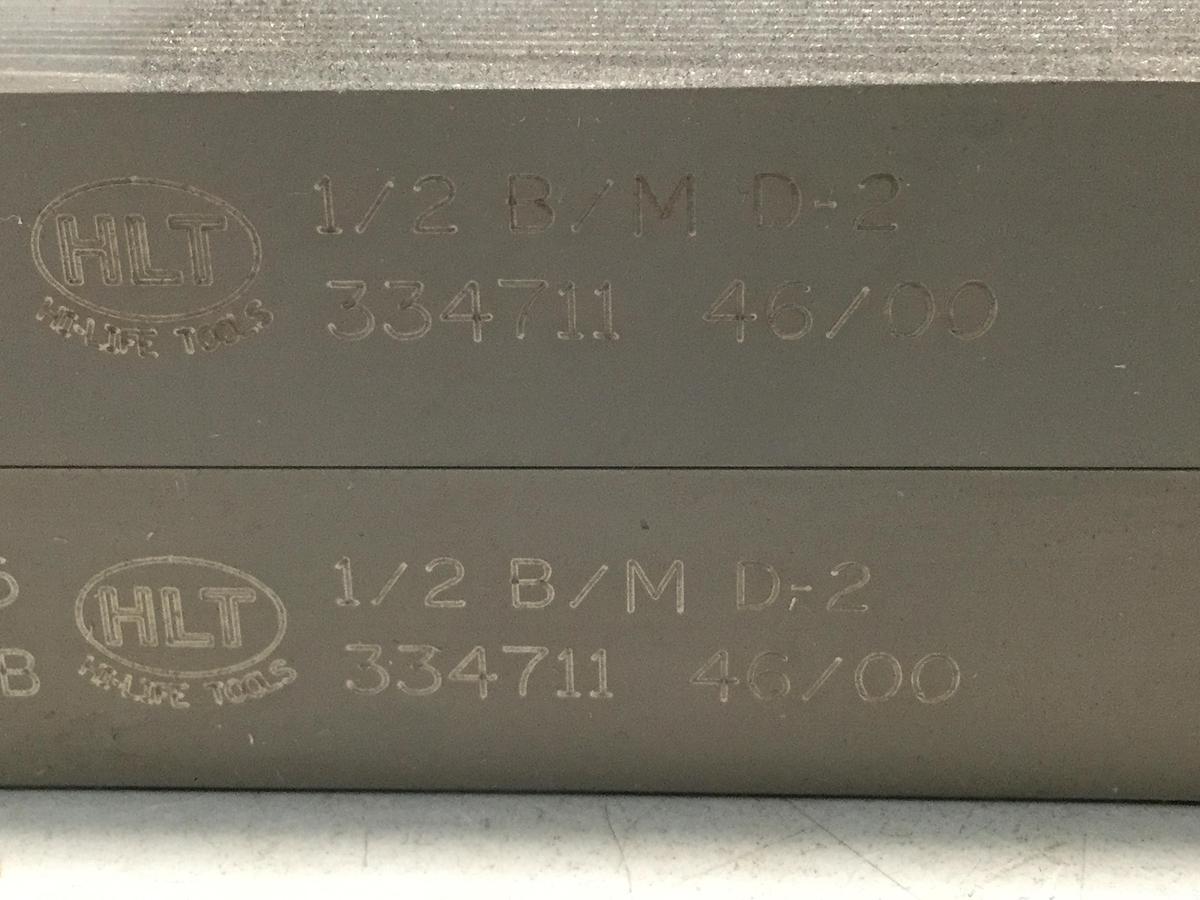 HLT
HI-LIFE TOOLS
1/2 B/M D-2
334711 46/00
5
B
HLT
HI-LIFE TOOLS
1/2 B/M D-2
334711 46/00